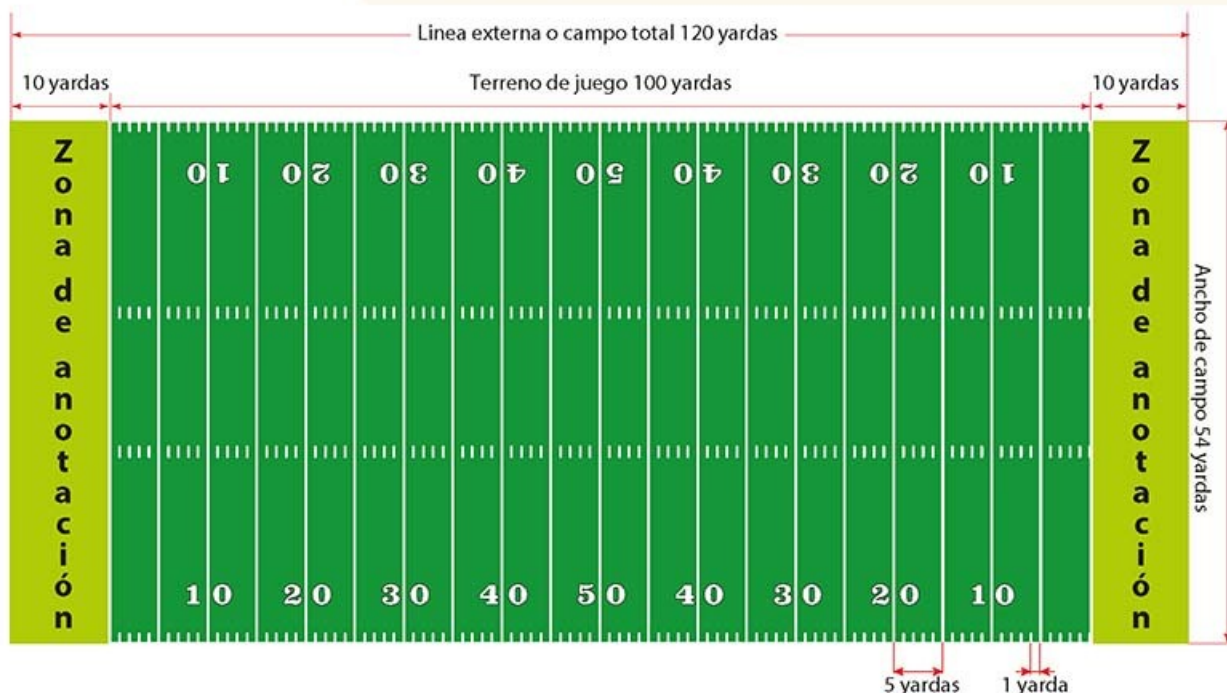 Linea externa o campo total 120 yardas
10 yardas
Terreno de juego 100 yardas
10 yardas
Zona de anotación
10 20 30 40 50 40 30 20 10
Zona de anotación
Ancho de campo 54 yardas
10 20 30 40 50 40 30 20 10
5 yardas
1 yarda